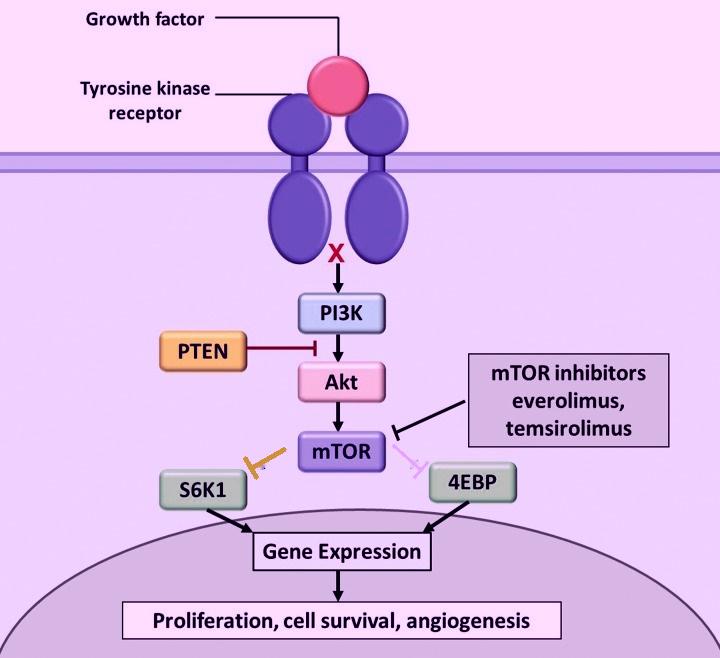 Growth factor
Tyrosine kinase
receptor
X
PI3K
PTEN
Akt
mTOR inhibitors
everolimus,
temsirolimus
mTOR
S6K1
4EBP
Gene Expression
Proliferation, cell survival, angiogenesis